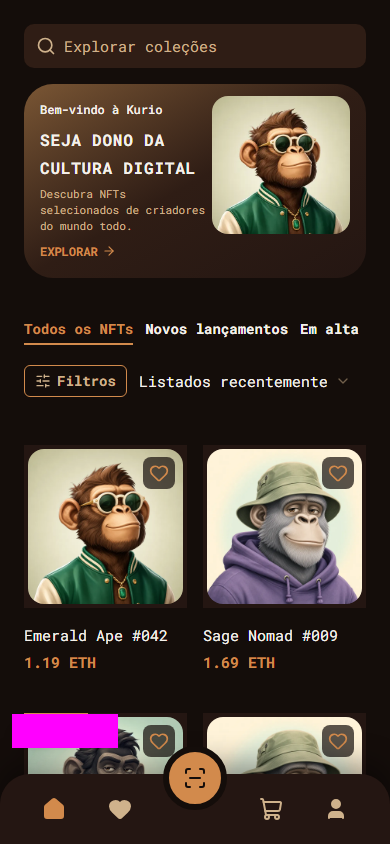 Explorar coleções
Bem-vindo à Kurio
SEJA DONO DA
CULTURA DIGITAL
Descubra NFTs
selecionados de criadores
do mundo todo.
EXPLORAR
Todos os NFTs Novos lançamentos Em alta
Filtros Listados recentemente
Emerald Ape #042 Sage Nomad #009
1.19 ETH 1.69 ETH